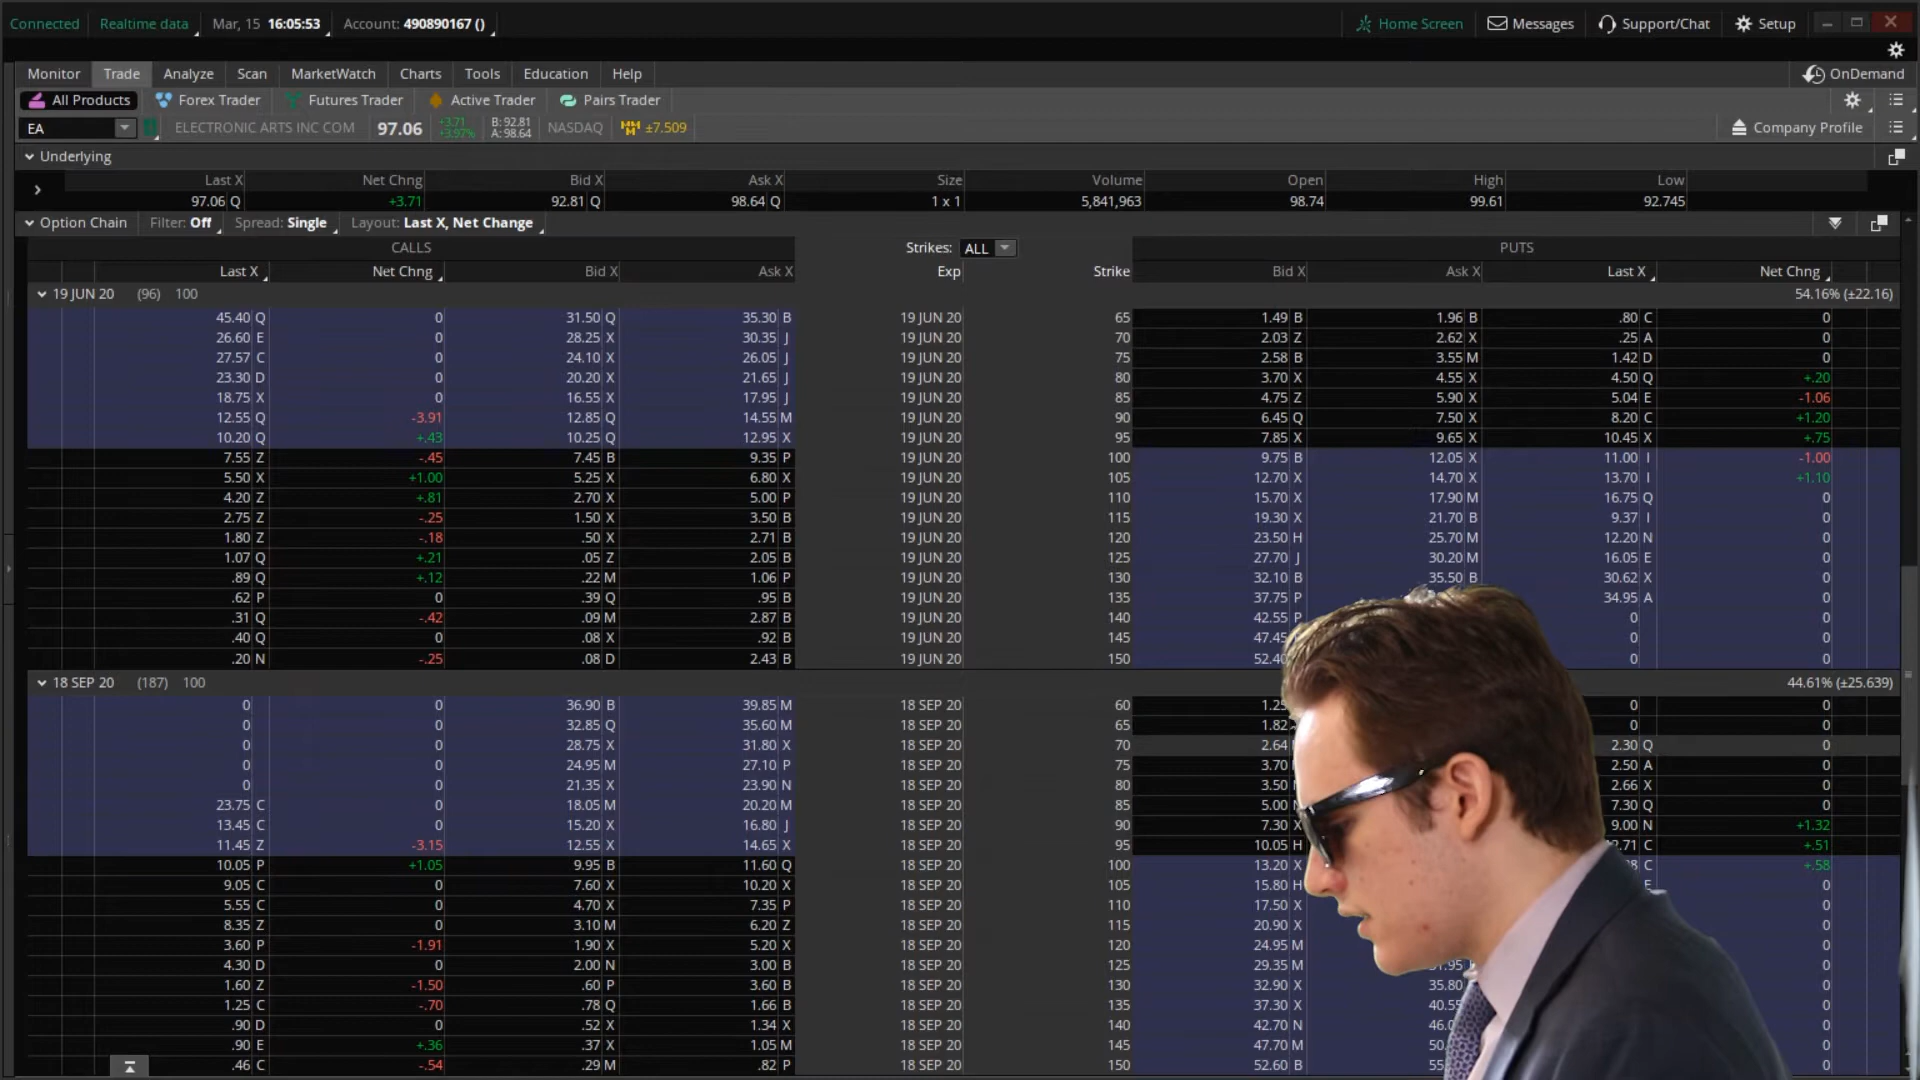 Connected Realtime data Mar, 15 16:05:53 Account: 490890167 () Home Screen Messages Support/Chat Setup
Monitor Trade Analyze Scan MarketWatch Charts Tools Education Help OnDemand
All Products Forex Trader Futures Trader Active Trader Pairs Trader
EA ELECTRONIC ARTS INC COM 97.06 +3.71 +3.97% B: 92.81 A: 98.64 NASDAQ ±7.509 Company Profile
Underlying
Last X Net Chng Bid X Ask X Size Volume Open High Low
97.06 Q +3.71 92.81 Q 98.64 Q 1 x 1 5,841,963 98.74 99.61 92.745
Option Chain Filter: Off Spread: Single Layout: Last X, Net Change
CALLS Strikes: ALL PUTS
Last X Net Chng Bid X Ask X Exp Strike Bid X Ask X Last X Net Chng
19 JUN 20 (96) 100 54.16% (±22.16)
45.40 Q 0 31.50 Q 35.30 B 19 JUN 20 65 1.49 B 1.96 B .80 C 0
26.60 E 0 28.25 X 30.35 J 19 JUN 20 70 2.03 Z 2.62 X .25 A 0
27.57 C 0 24.10 X 26.05 J 19 JUN 20 75 2.58 B 3.55 M 1.42 D 0
23.30 D 0 20.20 X 21.65 J 19 JUN 20 80 3.70 X 4.55 X 4.50 Q +.20
18.75 X 0 16.55 X 17.95 J 19 JUN 20 85 4.75 Z 5.90 X 5.04 E -1.06
12.55 Q -3.91 12.85 Q 14.55 M 19 JUN 20 90 6.45 Q 7.50 X 8.20 C +1.20
10.20 Q +.43 10.25 Q 12.95 X 19 JUN 20 95 7.85 X 9.65 X 10.45 X +.75
7.55 Z -.45 7.45 B 9.35 P 19 JUN 20 100 9.75 B 12.05 X 11.00 I -1.00
5.50 X +1.00 5.25 X 6.80 X 19 JUN 20 105 12.70 X 14.70 X 13.70 I +1.10
4.20 Z +.81 2.70 X 5.00 P 19 JUN 20 110 15.70 X 17.90 M 16.75 Q 0
2.75 Z -.25 1.50 X 3.50 B 19 JUN 20 115 19.30 X 21.70 B 9.37 I 0
1.80 Z -.18 .50 X 2.71 B 19 JUN 20 120 23.50 H 25.70 M 12.20 N 0
1.07 Q +.21 .05 Z 2.05 B 19 JUN 20 125 27.70 J 30.20 M 16.05 E 0
.89 Q +.12 .22 M 1.06 P 19 JUN 20 130 32.10 B 35.50 B 30.62 X 0
.62 P 0 .39 Q .95 B 19 JUN 20 135 37.75 P 34.95 A 0
.31 Q -.42 .09 M 2.87 B 19 JUN 20 140 42.55 P 0 0
.40 Q 0 .08 X .92 B 19 JUN 20 145 47.45 0 0
.20 N -.25 .08 D 2.43 B 19 JUN 20 150 52.40 0 0
18 SEP 20 (187) 100 44.61% (±25.639)
0 0 36.90 B 39.85 M 18 SEP 20 60 1.25 0 0
0 0 32.85 Q 35.60 M 18 SEP 20 65 1.82 0 0
0 0 28.75 X 31.80 X 18 SEP 20 70 2.64 2.30 Q 0
0 0 24.95 M 27.10 P 18 SEP 20 75 3.70 2.50 A 0
0 0 21.35 X 23.90 N 18 SEP 20 80 3.50 2.66 X 0
23.75 C 0 18.05 M 20.20 M 18 SEP 20 85 5.00 7.30 Q 0
13.45 C 0 15.20 X 16.80 J 18 SEP 20 90 7.30 X 9.00 N +1.32
11.45 Z -3.15 12.55 X 14.65 X 18 SEP 20 95 10.05 H .71 C +.51
10.05 P +1.05 9.95 B 11.60 Q 18 SEP 20 100 13.20 X 8 C +.58
9.05 C 0 7.60 X 10.20 X 18 SEP 20 105 15.80 H E 0
5.55 C 0 4.70 X 7.35 P 18 SEP 20 110 17.50 X 0
8.35 Z 0 3.10 M 6.20 Z 18 SEP 20 115 20.90 X 0
3.60 P -1.91 1.90 X 5.20 X 18 SEP 20 120 24.95 M 0
4.30 D 0 2.00 N 3.00 B 18 SEP 20 125 29.35 M 31.95 0
1.60 Z -1.50 .60 P 3.60 B 18 SEP 20 130 32.90 X 35.80 0
1.25 C -.70 .78 Q 1.66 B 18 SEP 20 135 37.30 X 40.55 0
.90 D 0 .52 X 1.34 X 18 SEP 20 140 42.70 N 46.0 0
.90 E +.36 .37 X 1.05 M 18 SEP 20 145 47.70 M 50. 0
.46 C -.54 .29 M .82 P 18 SEP 20 150 52.60 B 55 0